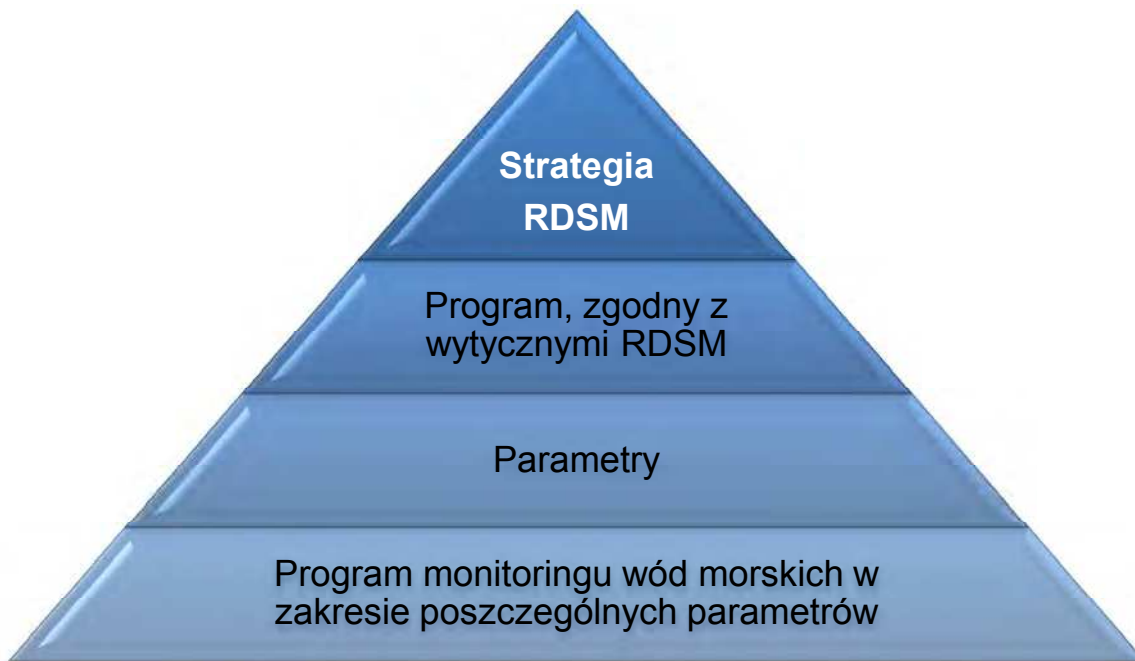 Strategia
RDSM
Program, zgodny z
wytycznymi RDSM
Parametry
Program monitoringu wód morskich w
zakresie poszczególnych parametrów